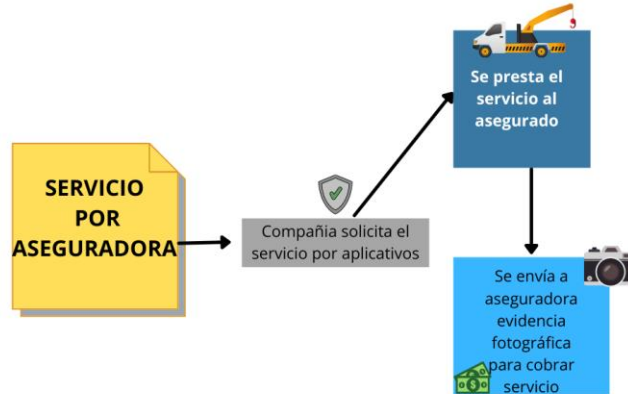 SERVICIO
POR
ASEGURADORA
Compañia solicita el
servicio por aplicativos
Se presta el
servicio al
asegurado
Se envía a
aseguradora
evidencia
fotográfica
para cobrar
servicio